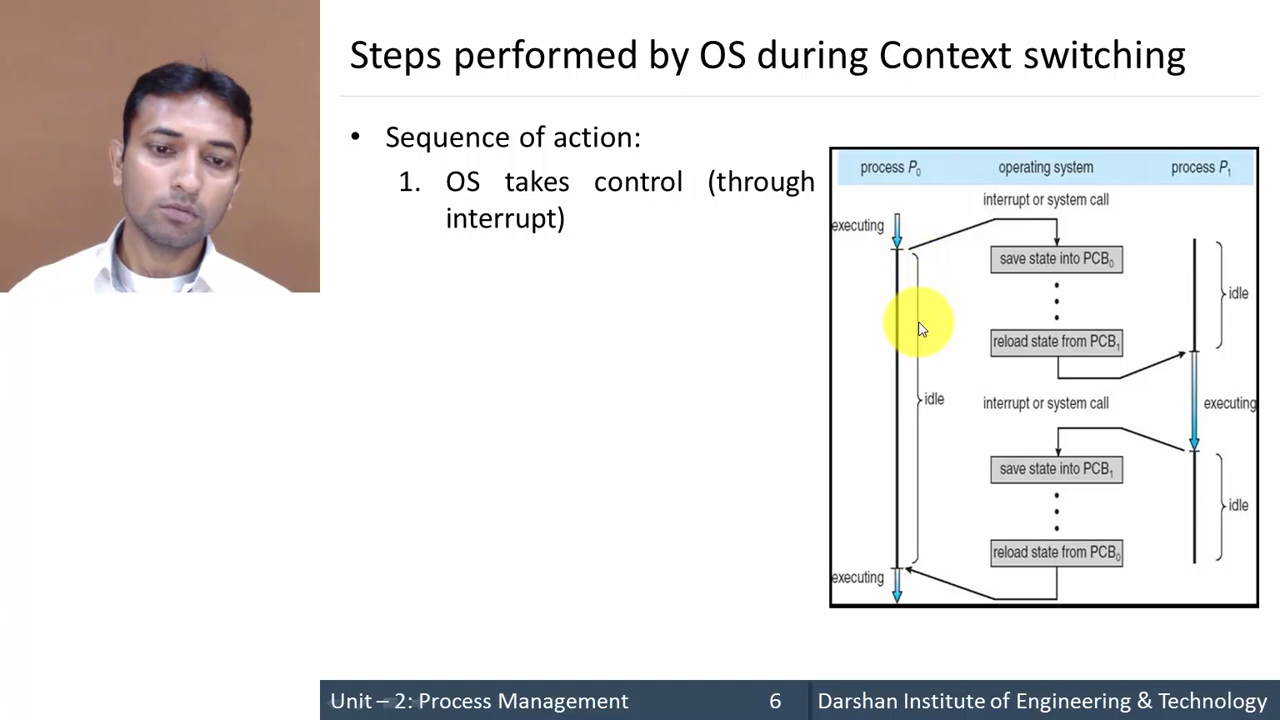 Steps performed by OS during Context switching
• Sequence of action:
1. OS takes control (through
interrupt)
process P0 operating system process P1
interrupt or system call
executing
save state into PCB0
idle
reload state from PCB1
idle
interrupt or system call
executing
save state into PCB1
idle
reload state from PCB0
executing
Unit – 2: Process Management 6 Darshan Institute of Engineering & Technology